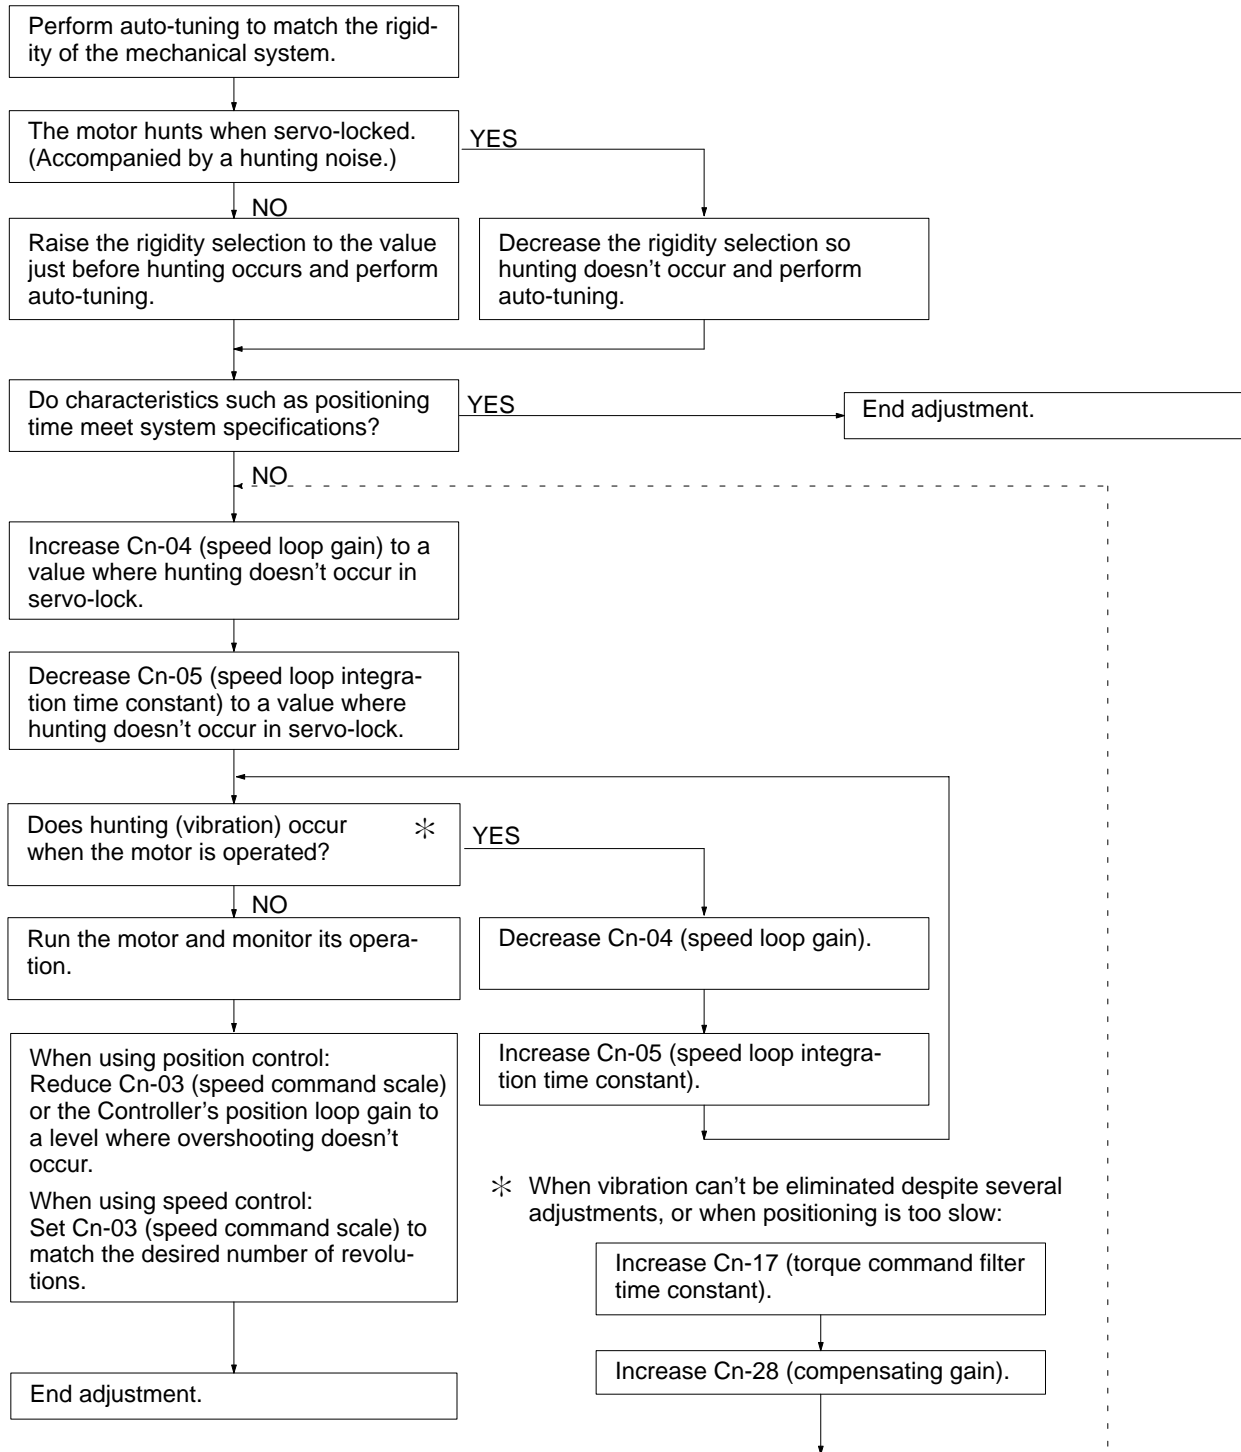 Perform auto-tuning to match the rigid-
ity of the mechanical system.
The motor hunts when servo-locked.
(Accompanied by a hunting noise.)
YES
NO
Raise the rigidity selection to the value
just before hunting occurs and perform
auto-tuning.
Decrease the rigidity selection so
hunting doesn't occur and perform
auto-tuning.
Do characteristics such as positioning
time meet system specifications?
YES
End adjustment.
NO
Increase Cn-04 (speed loop gain) to a
value where hunting doesn't occur in
servo-lock.
Decrease Cn-05 (speed loop integra-
tion time constant) to a value where
hunting doesn't occur in servo-lock.
Does hunting (vibration) occur *
when the motor is operated?
YES
NO
Run the motor and monitor its opera-
tion.
Decrease Cn-04 (speed loop gain).
Increase Cn-05 (speed loop integra-
tion time constant).
When using position control:
Reduce Cn-03 (speed command scale)
or the Controller's position loop gain to
a level where overshooting doesn't
occur.
When using speed control:
Set Cn-03 (speed command scale) to
match the desired number of revolu-
tions.
* When vibration can't be eliminated despite several
adjustments, or when positioning is too slow:
Increase Cn-17 (torque command filter
time constant).
Increase Cn-28 (compensating gain).
End adjustment.